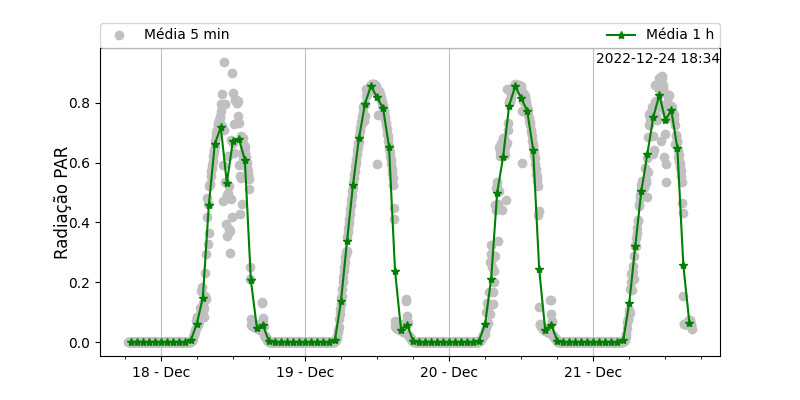 Média 5 min
Média 1 h
2022-12-24 18:34
Radiação PAR
0.8
0.6
0.4
0.2
0.0
18 - Dec
19 - Dec
20 - Dec
21 - Dec